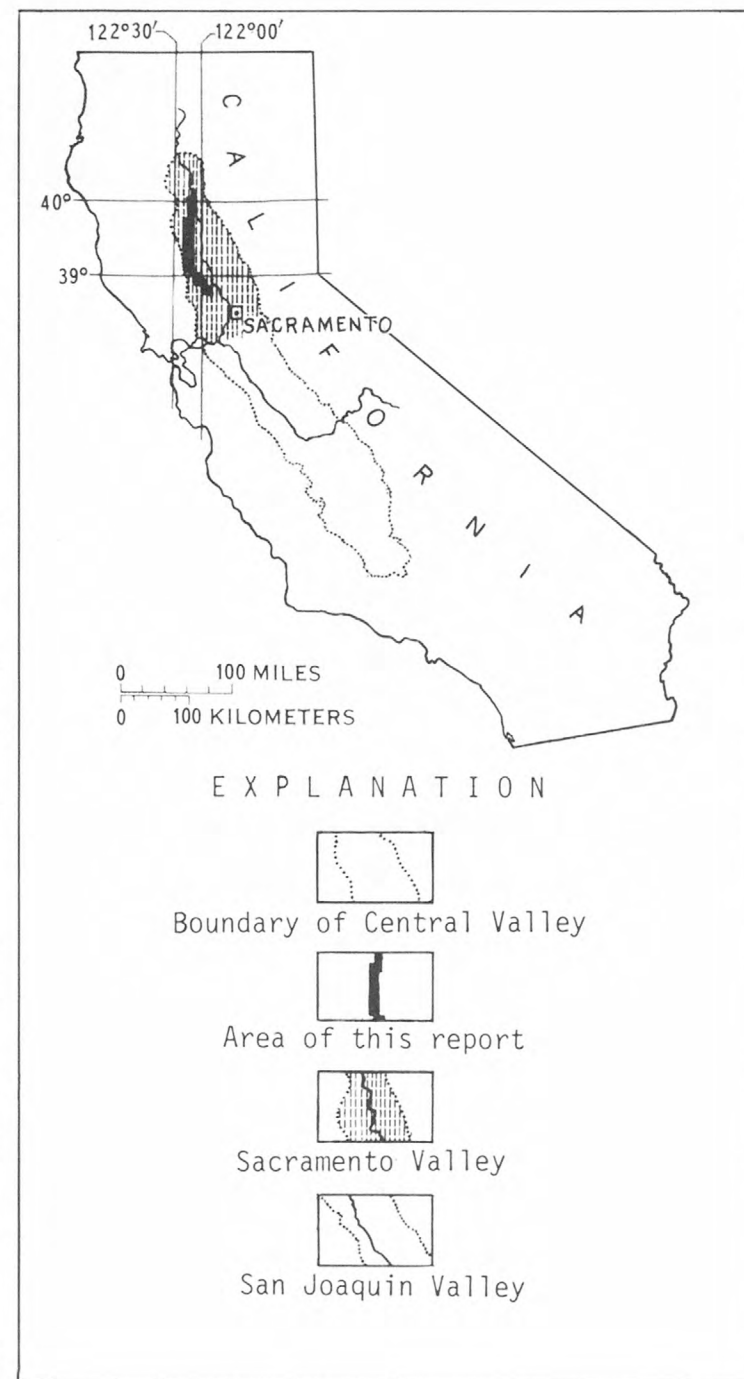 122°30′ 122°00′
CALIFORNIA
40°
39°
SACRAMENTO
0 100 MILES
0 100 KILOMETERS
EXPLANATION
Boundary of Central Valley
Area of this report
Sacramento Valley
San Joaquin Valley